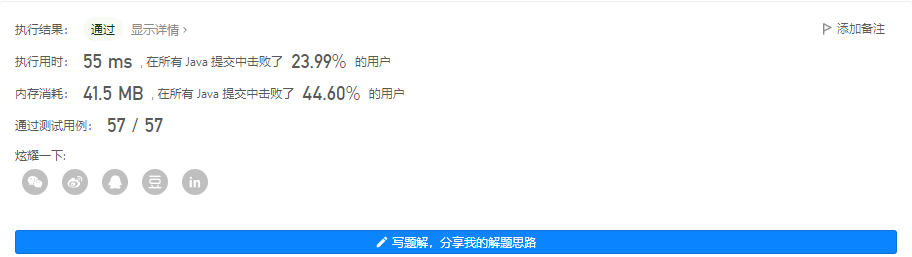 执行结果： 通过 显示详情 › 添加备注
执行用时： 55 ms , 在所有 Java 提交中击败了 23.99% 的用户
内存消耗： 41.5 MB , 在所有 Java 提交中击败了 44.60% 的用户
通过测试用例： 57 / 57
炫耀一下:
豆 in
写题解，分享我的解题思路